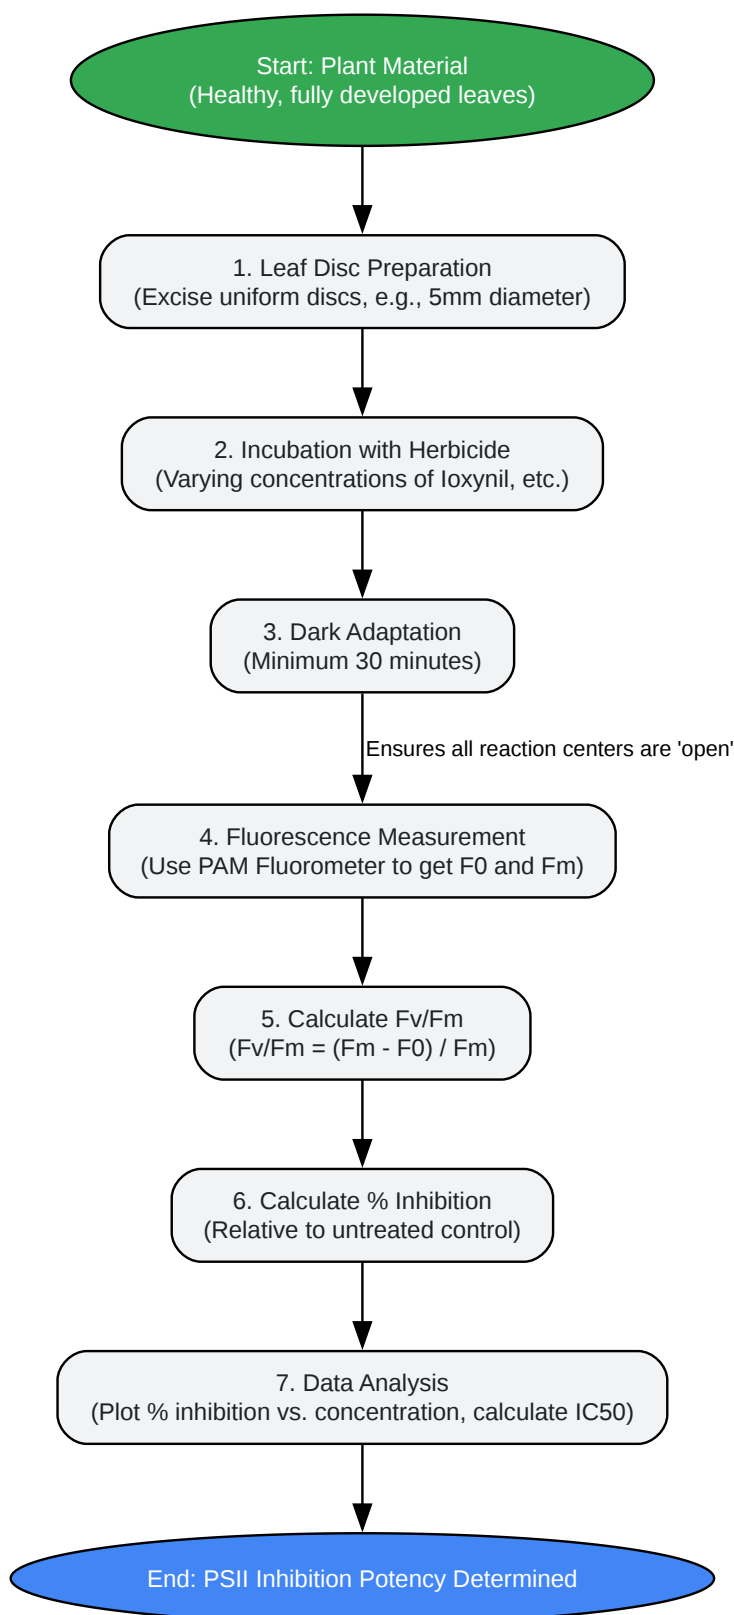 Start: Plant Material
(Healthy, fully developed leaves)
1. Leaf Disc Preparation
(Excise uniform discs, e.g., 5mm diameter)
2. Incubation with Herbicide
(Varying concentrations of Ioxynil, etc.)
3. Dark Adaptation
(Minimum 30 minutes)
Ensures all reaction centers are 'open'
4. Fluorescence Measurement
(Use PAM Fluorometer to get F0 and Fm)
5. Calculate Fv/Fm
(Fv/Fm = (Fm - F0) / Fm)
6. Calculate % Inhibition
(Relative to untreated control)
7. Data Analysis
(Plot % inhibition vs. concentration, calculate IC50)
End: PSII Inhibition Potency Determined